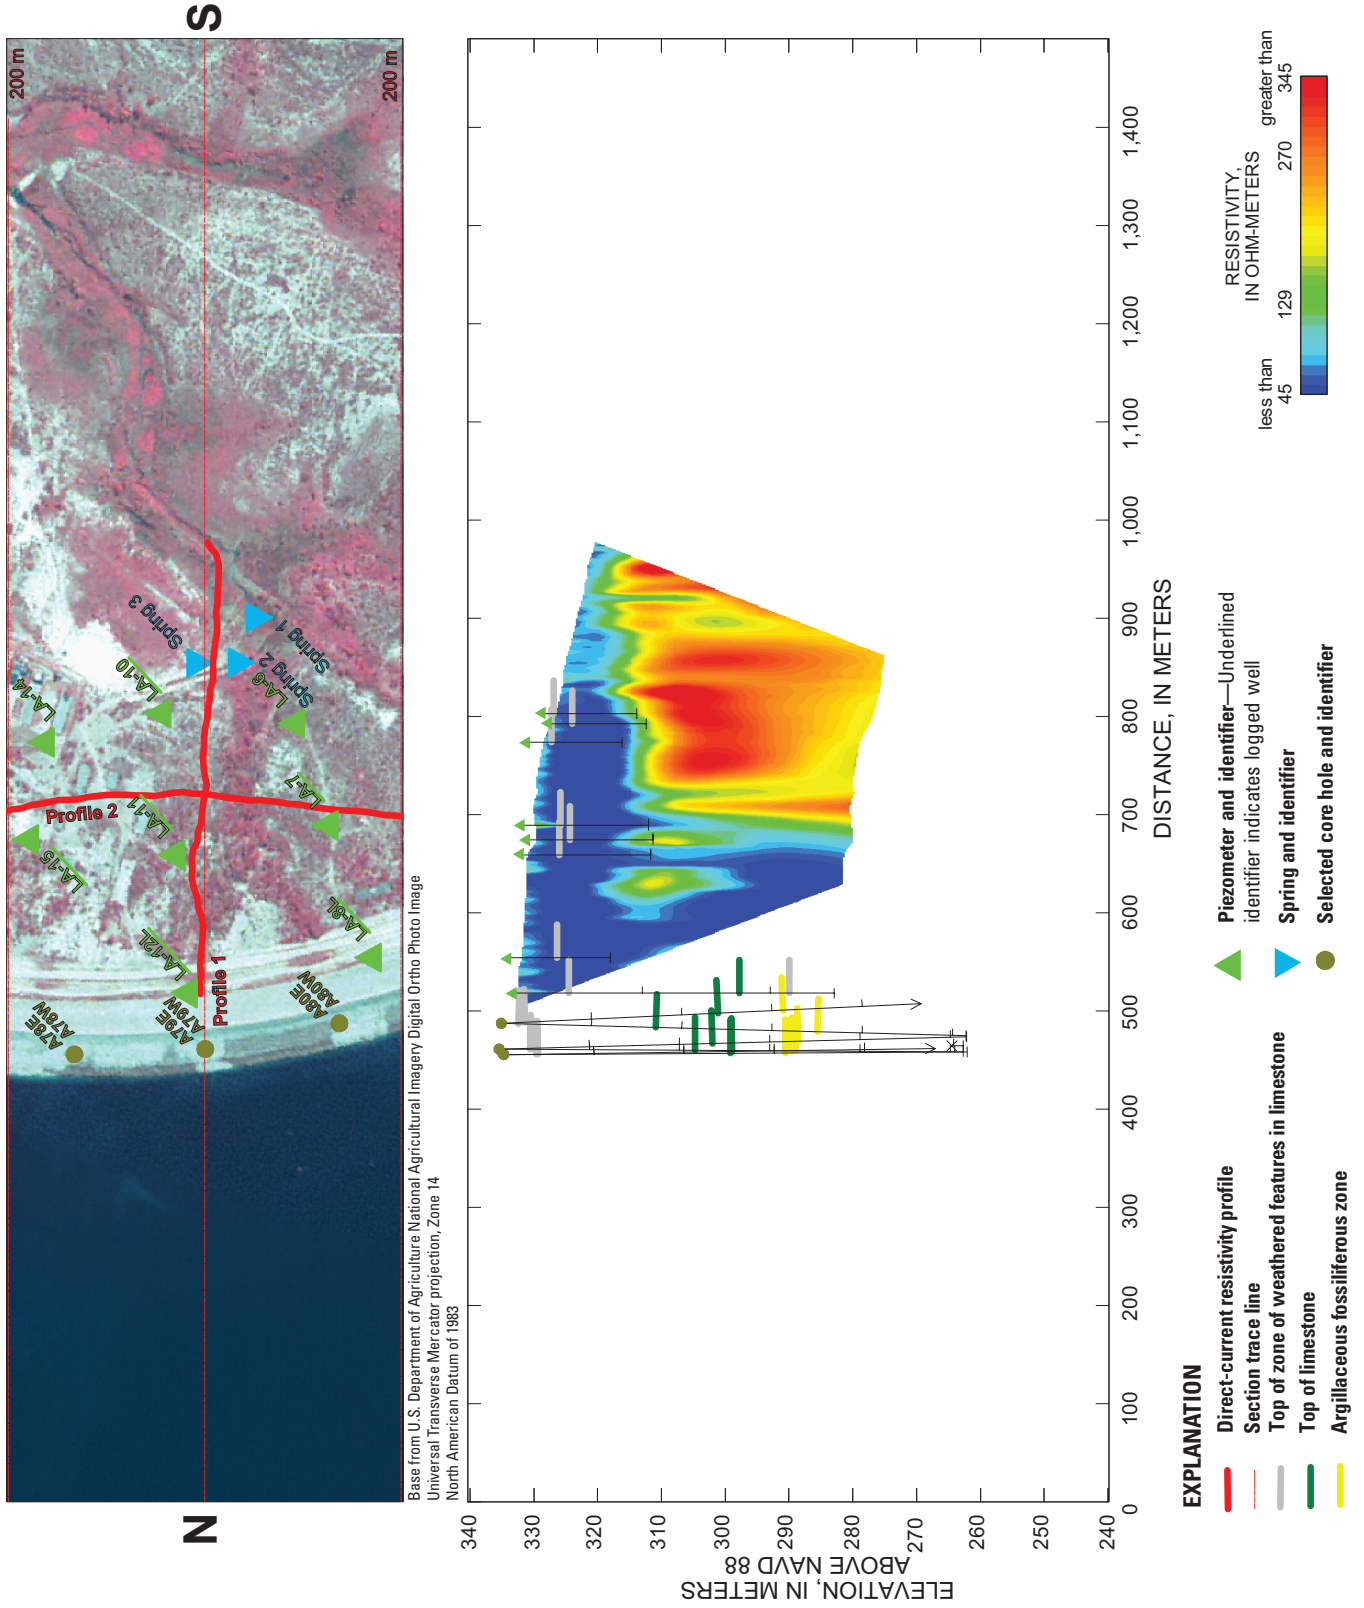 N
S
200 m
200 m
A78E
A78W
A79E
A79W
A80E
A80W
LA-12L
LA-8L
LA-15
LA-11
LA-7
LA-14
LA-10
LA-6
Spring 3
Spring 2
Spring 1
Profile 1
Profile 2
Base from U.S. Department of Agriculture National Agricultural Imagery Digital Ortho Photo Image
Universal Transverse Mercator projection, Zone 14
North American Datum of 1983
340
330
320
310
300
290
280
270
260
250
240
ELEVATION, IN METERS
ABOVE NAVD 88
0
100
200
300
400
500
600
700
800
900
1,000
1,100
1,200
1,300
1,400
DISTANCE, IN METERS
EXPLANATION
Direct-current resistivity profile
Section trace line
Top of zone of weathered features in limestone
Top of limestone
Argillaceous fossiliferous zone
Piezometer and identifier—Underlined
identifier indicates logged well
Spring and identifier
Selected core hole and identifier
RESISTIVITY,
IN OHM-METERS
less than
greater than
45
129
270
345